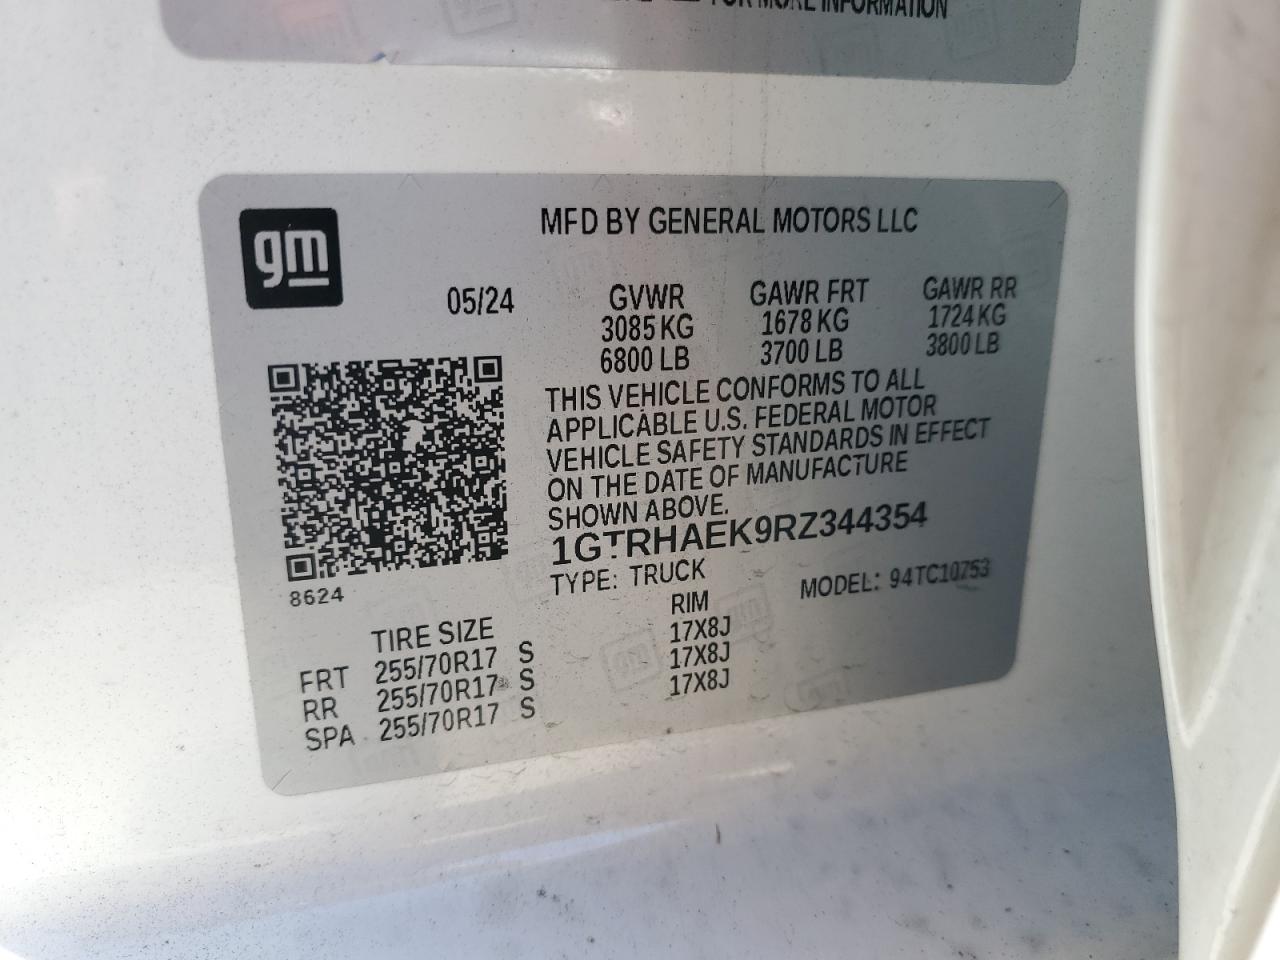 FOR MORE INFORMATION
gm
MFD BY GENERAL MOTORS LLC
05/24
GVWR GAWR FRT GAWR RR
3085 KG 1678 KG 1724 KG
6800 LB 3700 LB 3800 LB
THIS VEHICLE CONFORMS TO ALL
APPLICABLE U.S. FEDERAL MOTOR
VEHICLE SAFETY STANDARDS IN EFFECT
ON THE DATE OF MANUFACTURE
SHOWN ABOVE.
1GTRHAEK9RZ344354
TYPE: TRUCK MODEL: 94TC10753
8624
TIRE SIZE RIM
FRT 255/70R17 S 17X8J
RR 255/70R17 S 17X8J
SPA 255/70R17 S 17X8J